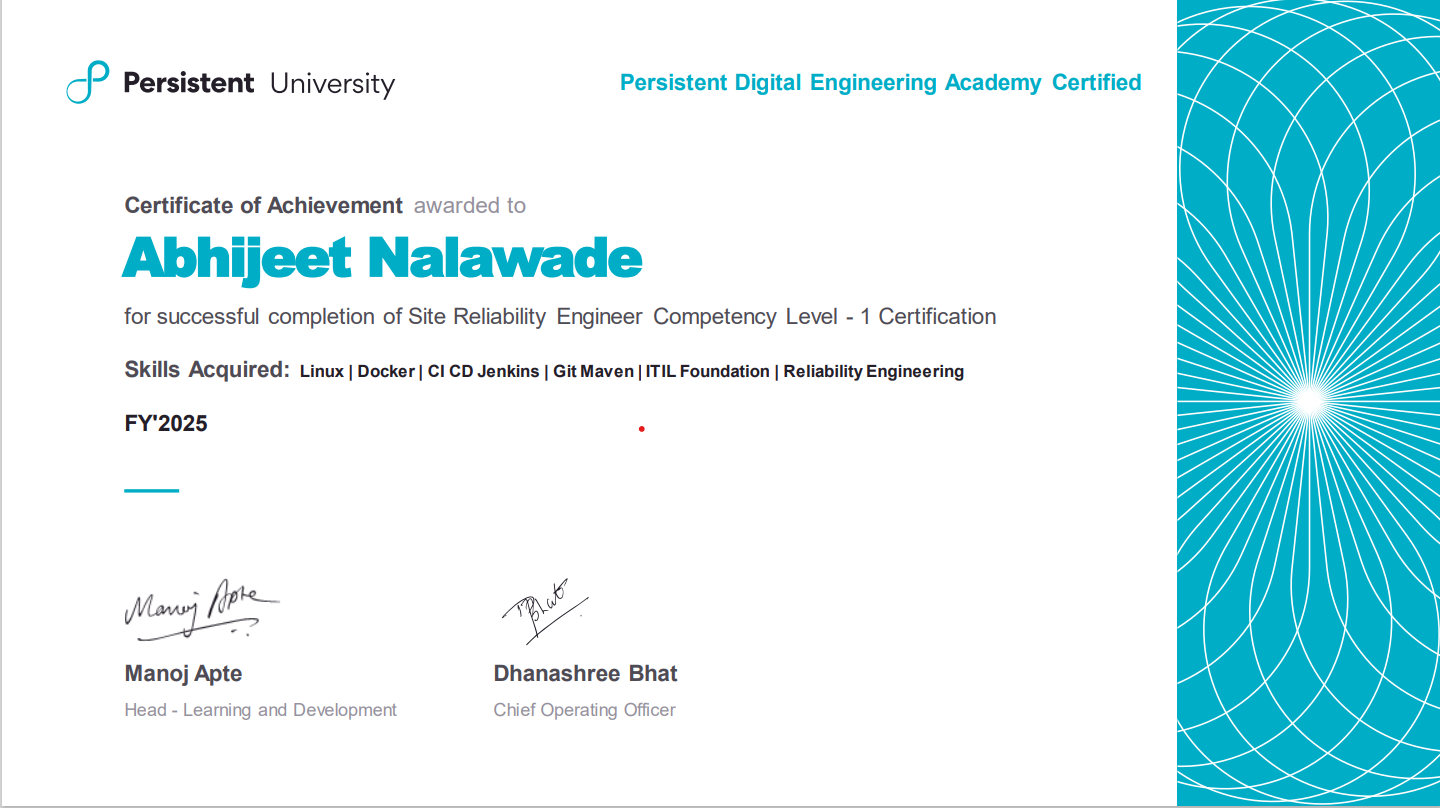 Persistent University
Persistent Digital Engineering Academy Certified
Certificate of Achievement awarded to
Abhijeet Nalawade
for successful completion of Site Reliability Engineer Competency Level - 1 Certification
Skills Acquired: Linux | Docker | CI CD Jenkins | Git Maven | ITIL Foundation | Reliability Engineering
FY'2025
Manoj Apte
Manoj Apte
Head - Learning and Development
Bhat
Dhanashree Bhat
Chief Operating Officer